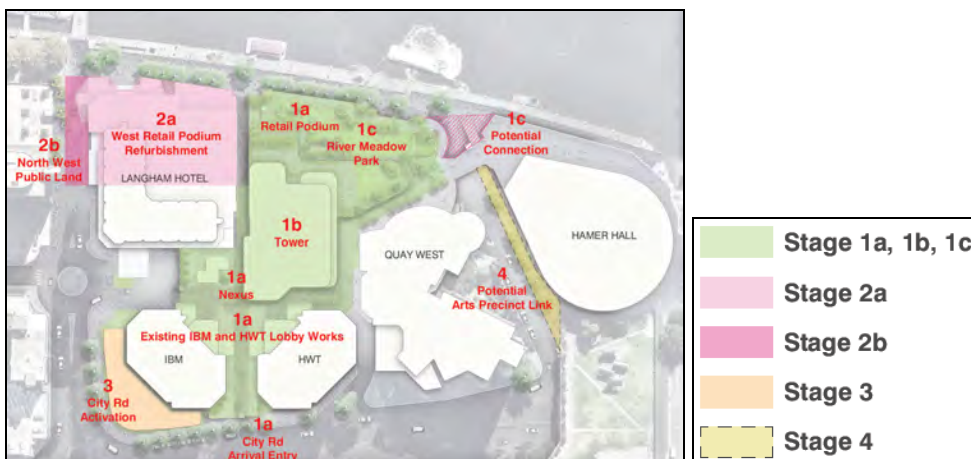 1a
Retail Podium
1c
River Meadow
Park
1c
Potential
Connection
2a
West Retail Podium
Refurbishment
2b
North West
Public Land
LANGHAM HOTEL
1b
Tower
QUAY WEST
HAMER HALL
4
Potential
Arts Precinct Link
1a
Nexus
1a
Existing IBM and HWT Lobby Works
IBM
HWT
3
City Rd
Activation
1a
City Rd
Arrival Entry
Stage 1a, 1b, 1c
Stage 2a
Stage 2b
Stage 3
Stage 4